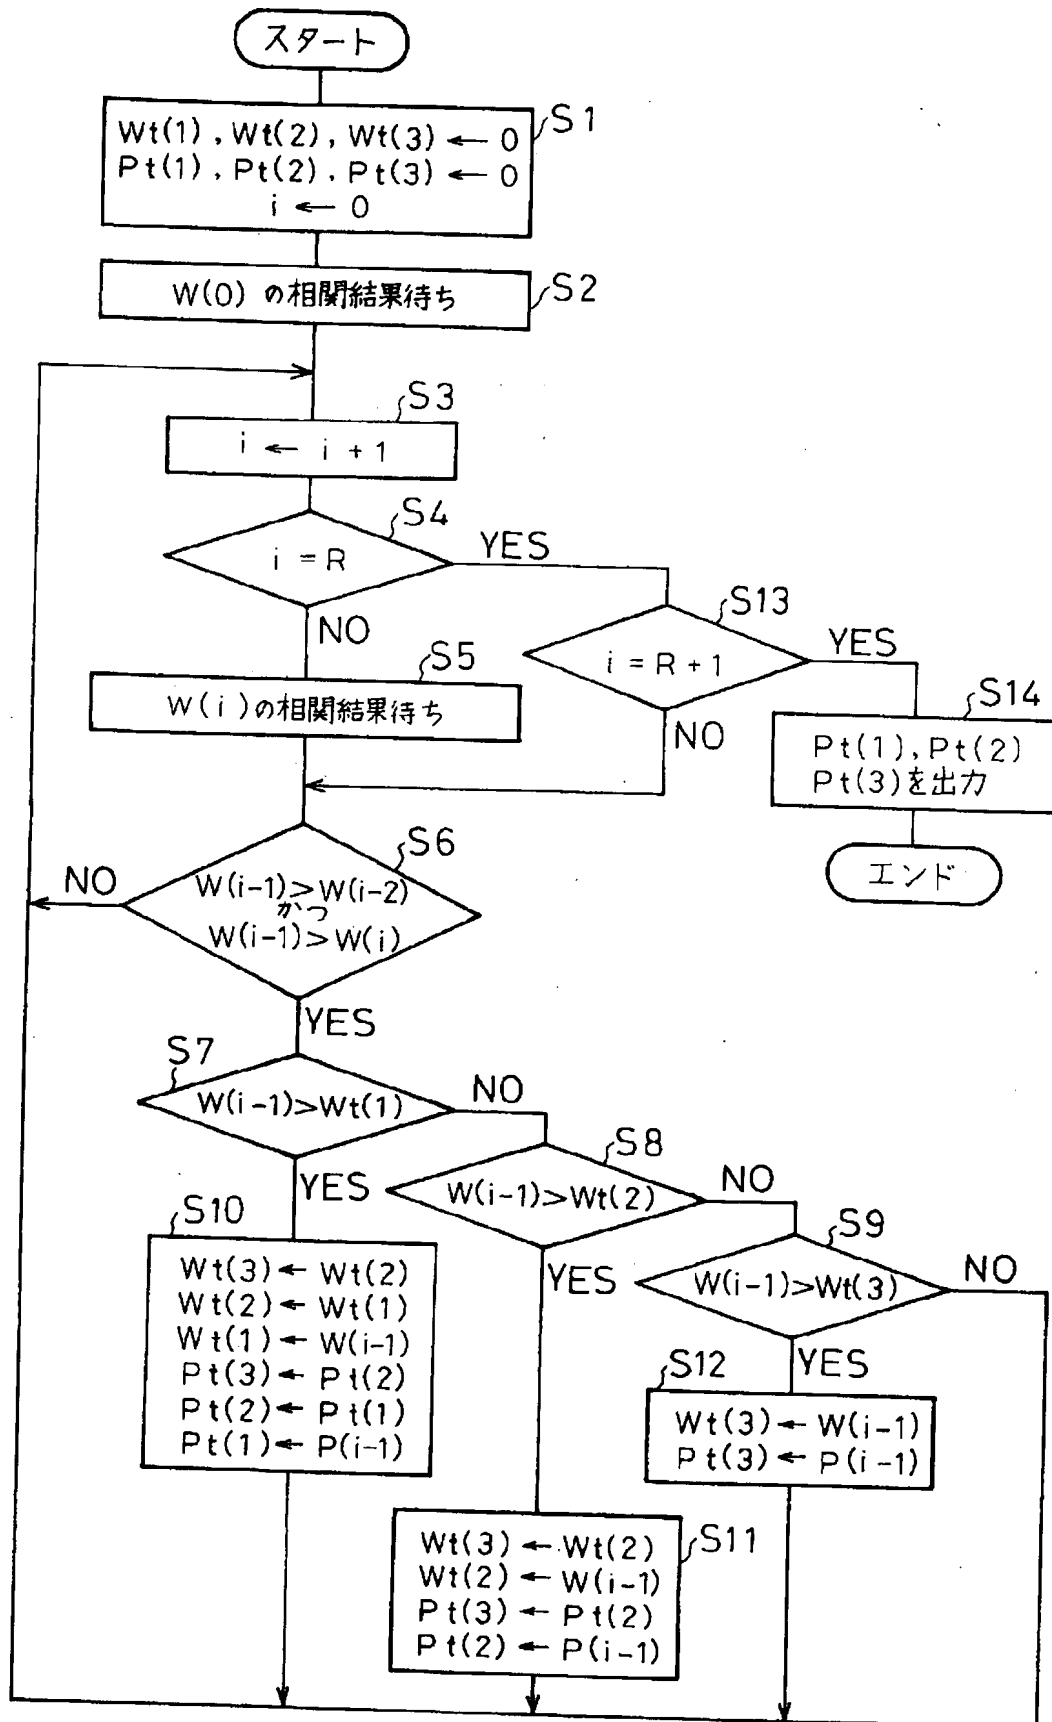 スタート
S1
Wt(1), Wt(2), Wt(3) ← 0
Pt(1), Pt(2), Pt(3) ← 0
i ← 0
S2
W(0) の相関結果待ち
S3
i ← i + 1
S4
i = R
YES
NO
S13
i = R + 1
YES
NO
S5
W(i)の相関結果待ち
S14
Pt(1), Pt(2)
Pt(3)を出力
エンド
S6
W(i-1)>W(i-2)
かつ
W(i-1)>W(i)
NO
YES
S7
W(i-1)>Wt(1)
NO
YES
S8
W(i-1)>Wt(2)
NO
YES
S9
W(i-1)>Wt(3)
NO
YES
S10
Wt(3)← Wt(2)
Wt(2)← Wt(1)
Wt(1)← W(i-1)
Pt(3)← Pt(2)
Pt(2)← Pt(1)
Pt(1)← P(i-1)
S12
Wt(3)← W(i-1)
Pt(3)← P(i-1)
S11
Wt(3)← Wt(2)
Wt(2)← W(i-1)
Pt(3)← Pt(2)
Pt(2)← P(i-1)